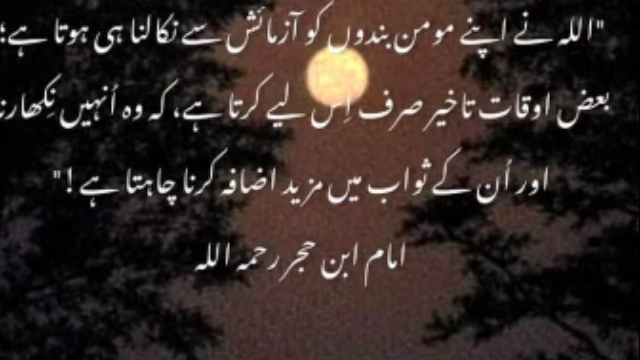 "اللہ نے اپنے مومن بندوں کو آزمائش سے نکالنا ہی ہوتا ہے؛
بعض اوقات تاخیر صرف اِس لیے کرتا ہے، کہ وہ اُنہیں نِکھارنا
اور اُن کے ثواب میں مزید اضافہ کرنا چاہتا ہے!"
امام ابن حجر رحمہ اللہ